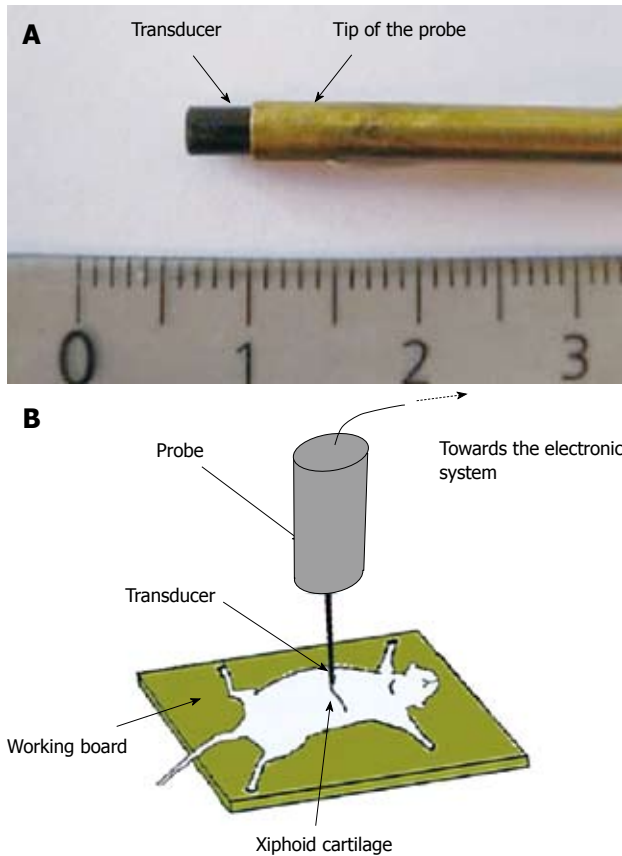 A
Transducer
Tip of the probe
0 1 2 3
B
Probe
Towards the electronic
system
Transducer
Working board
Xiphoid cartilage